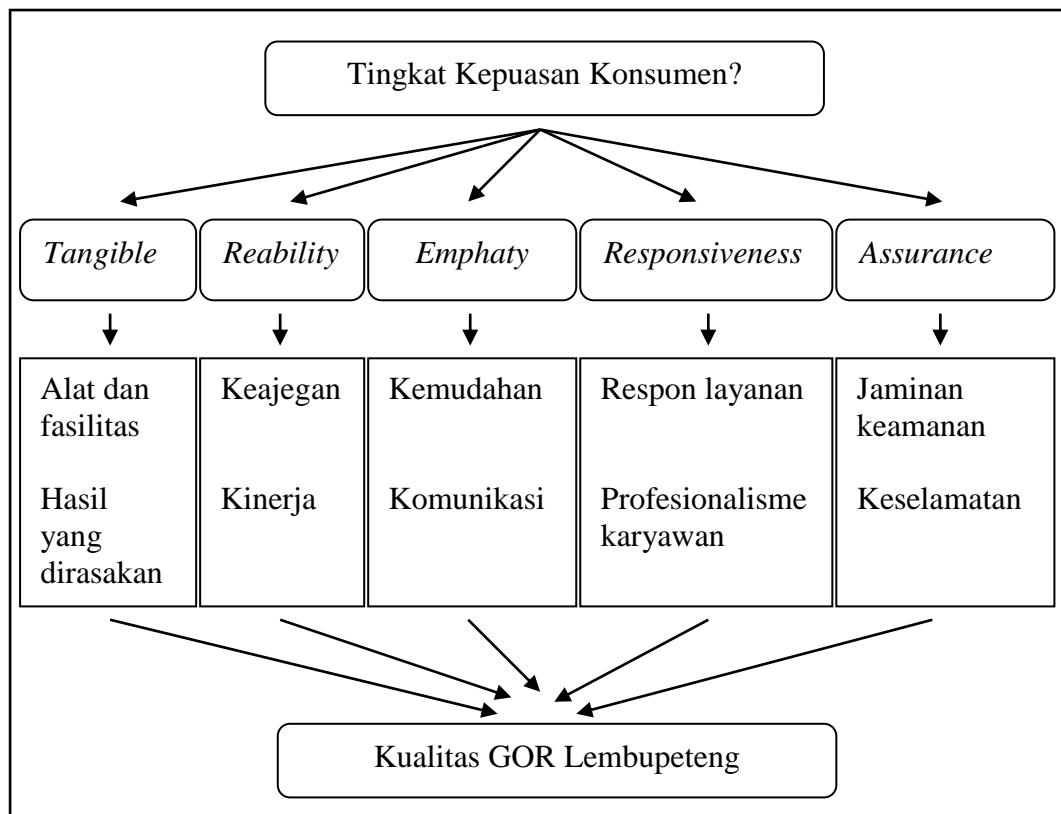 Tingkat Kepuasan Konsumen?
Tangible
Reability
Emphaty
Responsiveness
Assurance
Alat dan
fasilitas
Hasil
yang
dirasakan
Keajegan
Kinerja
Kemudahan
Komunikasi
Respon layanan
Profesionalisme
karyawan
Jaminan
keamanan
Keselamatan
Kualitas GOR Lembupeteng